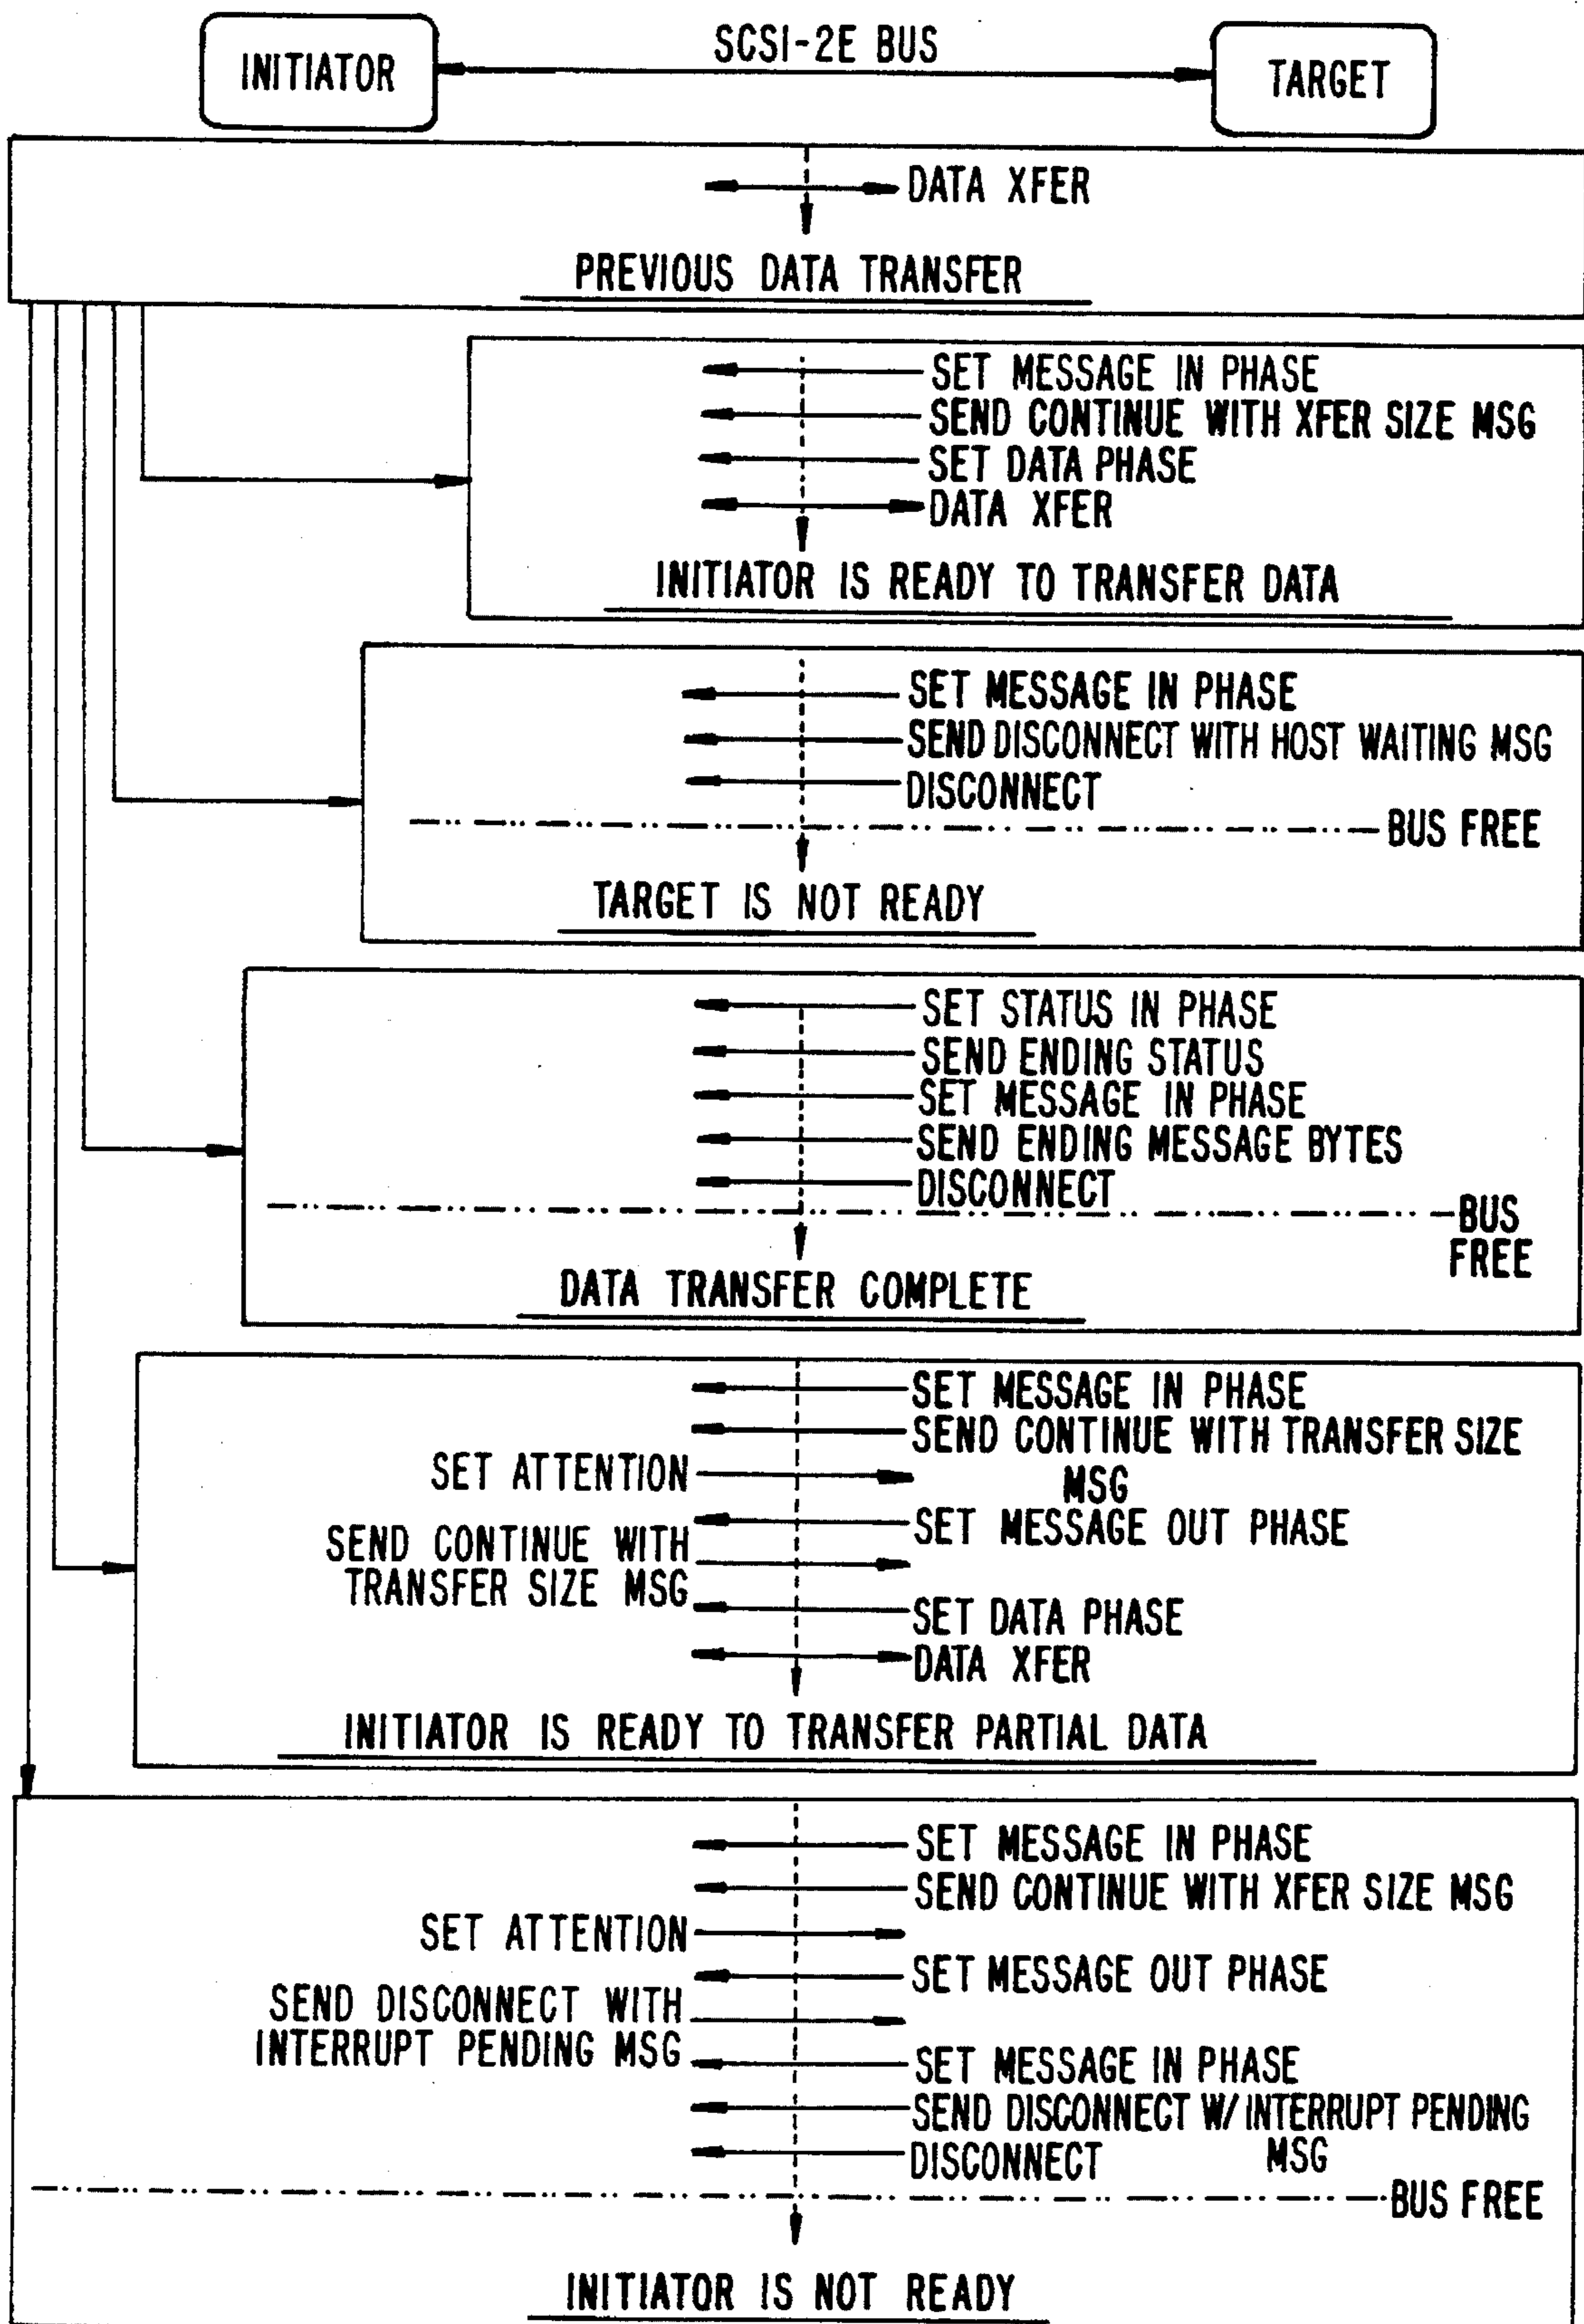 SCSI-2E BUS
INITIATOR
TARGET
DATA XFER
PREVIOUS DATA TRANSFER
SET MESSAGE IN PHASE
SEND CONTINUE WITH XFER SIZE MSG
SET DATA PHASE
DATA XFER
INITIATOR IS READY TO TRANSFER DATA
SET MESSAGE IN PHASE
SEND DISCONNECT WITH HOST WAITING MSG
DISCONNECT
BUS FREE
TARGET IS NOT READY
SET STATUS IN PHASE
SEND ENDING STATUS
SET MESSAGE IN PHASE
SEND ENDING MESSAGE BYTES
DISCONNECT
BUS
FREE
DATA TRANSFER COMPLETE
SET MESSAGE IN PHASE
SEND CONTINUE WITH TRANSFER SIZE
MSG
SET ATTENTION
SET MESSAGE OUT PHASE
SEND CONTINUE WITH
TRANSFER SIZE MSG
SET DATA PHASE
DATA XFER
INITIATOR IS READY TO TRANSFER PARTIAL DATA
SET MESSAGE IN PHASE
SEND CONTINUE WITH XFER SIZE MSG
SET ATTENTION
SET MESSAGE OUT PHASE
SEND DISCONNECT WITH
INTERRUPT PENDING MSG
SET MESSAGE IN PHASE
SEND DISCONNECT W/ INTERRUPT PENDING
MSG
DISCONNECT
BUS FREE
INITIATOR IS NOT READY